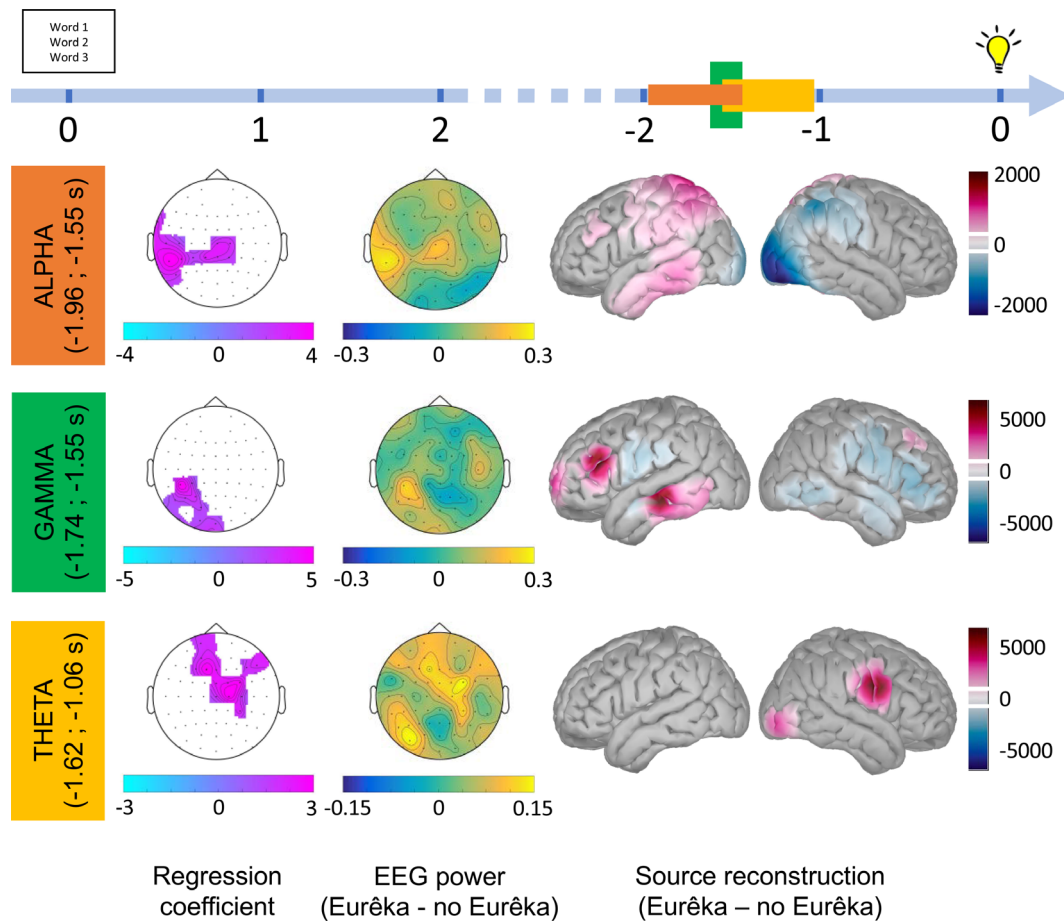 Word 1
Word 2
Word 3
0
1
2
-2
-1
0
ALPHA
(-1.96 ; -1.55 s)
-4
0
4
-0.3
0
0.3
2000
0
-2000
GAMMA
(-1.74 ; -1.55 s)
-5
0
5
-0.3
0
0.3
5000
0
-5000
THETA
(-1.62 ; -1.06 s)
-3
0
3
-0.15
0
0.15
5000
0
-5000
Regression
coefficient
EEG power
(Eurêka - no Eurêka)
Source reconstruction
(Eurêka – no Eurêka)